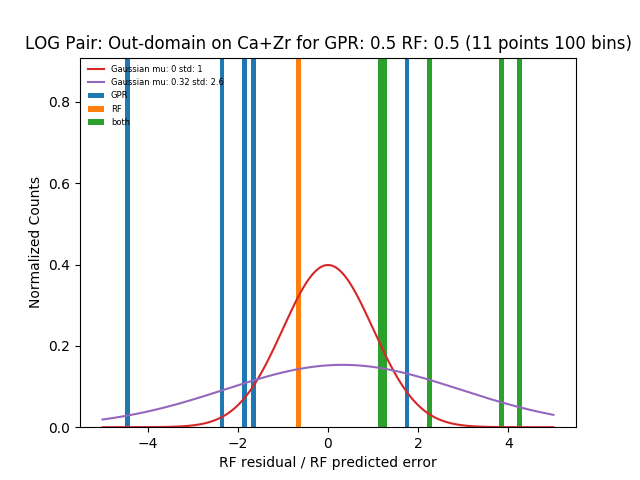 LOG Pair: Out-domain on Ca+Zr for GPR: 0.5 RF: 0.5 (11 points 100 bins)
Gaussian mu: 0 std: 1
Gaussian mu: 0.32 std: 2.6
GPR
RF
both
Normalized Counts
0.8
0.6
0.4
0.2
0.0
−4 −2 0 2 4
RF residual / RF predicted error